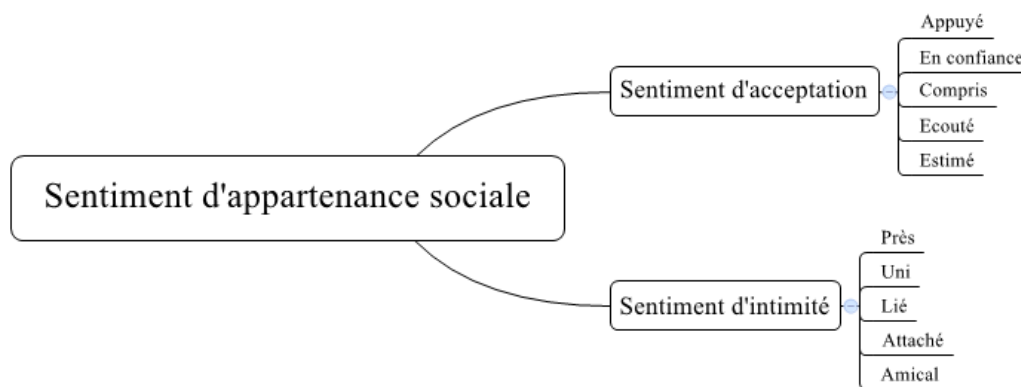 Sentiment d'appartenance sociale
Sentiment d'acceptation
Appuyé
En confiance
Compris
Ecouté
Estimé
Sentiment d'intimité
Près
Uni
Lié
Attaché
Amical